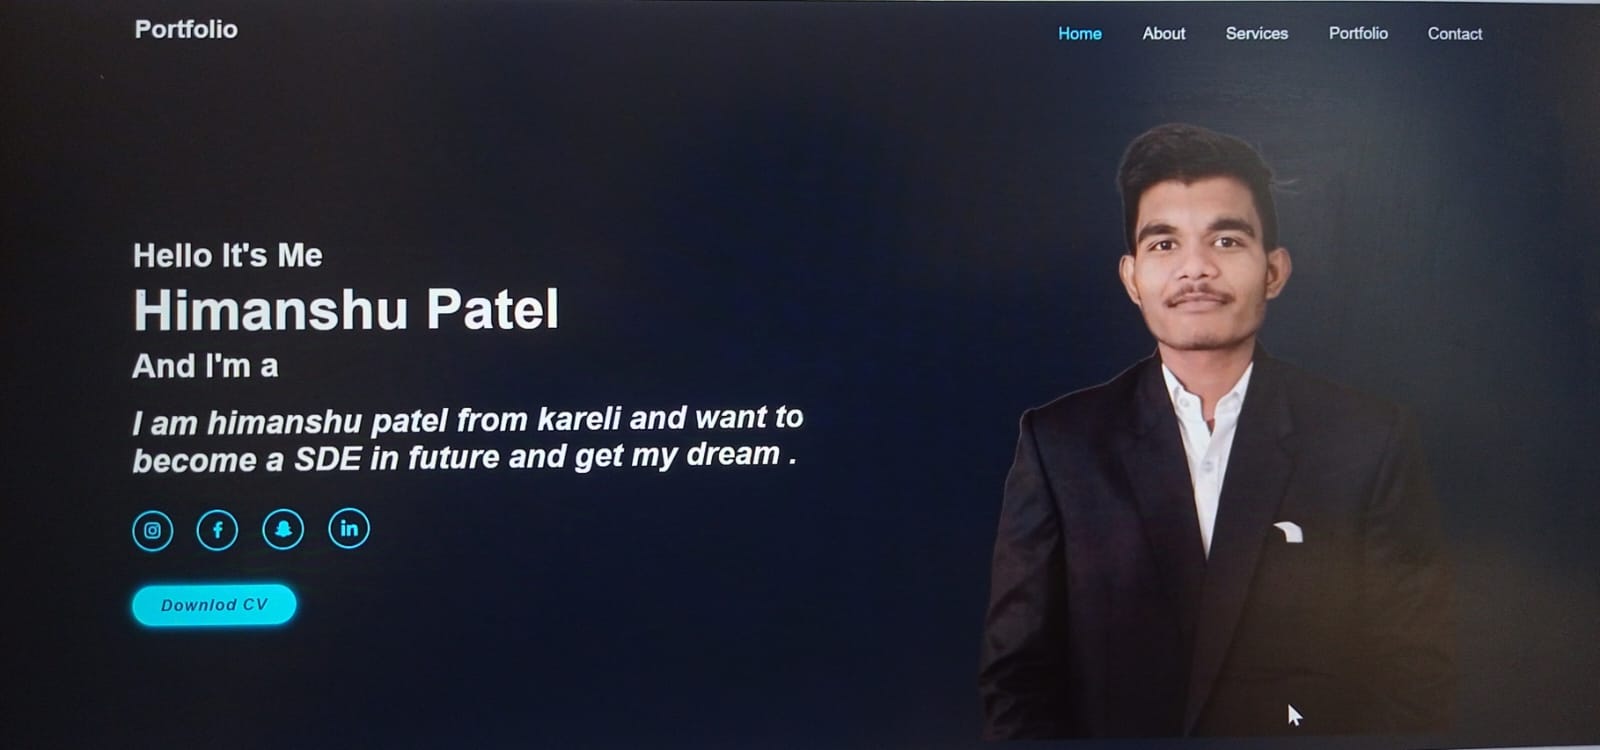 Portfolio
Home About Services Portfolio Contact
Hello It's Me
Himanshu Patel
And I'm a
I am himanshu patel from kareli and want to
become a SDE in future and get my dream .
in
Downlod CV